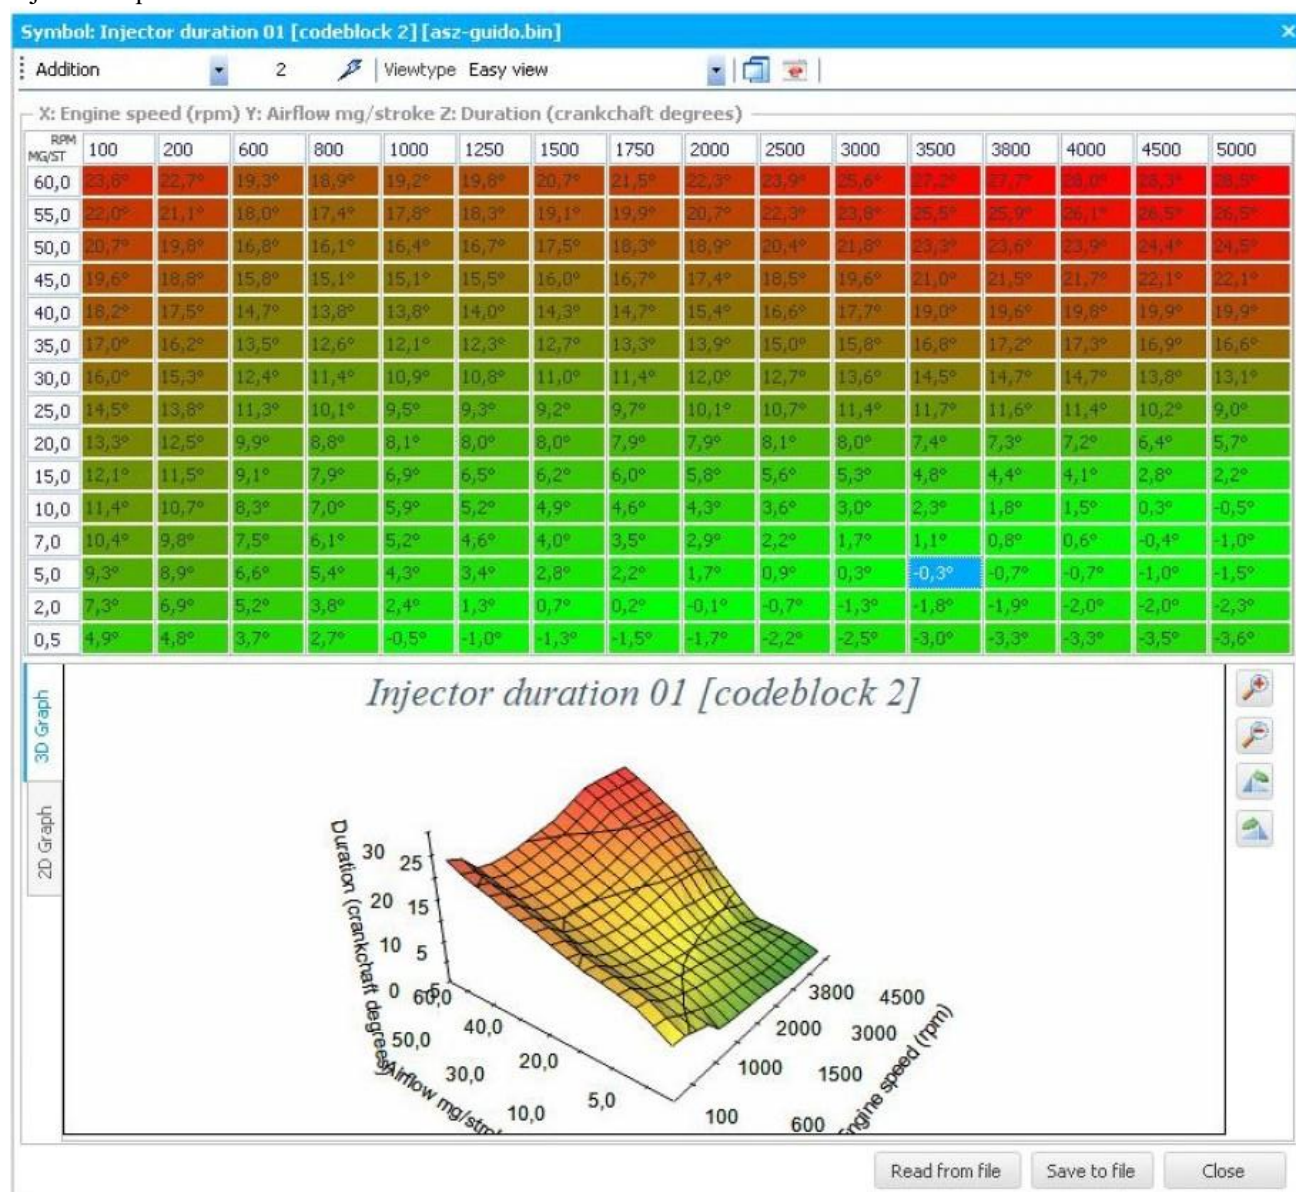 Symbol: Injector duration 01 [codeblock 2] [asz-guido.bin]
Addition 2 Viewtype Easy view
X: Engine speed (rpm) Y: Airflow mg/stroke Z: Duration (crankchaft degrees)
RPM
MG/ST 100 200 600 800 1000 1250 1500 1750 2000 2500 3000 3500 3800 4000 4500 5000
60,0 23,8° 22,7° 19,3° 18,9° 19,2° 19,8° 20,7° 21,5° 22,3° 23,9° 25,6° 27,2° 27,7° 28,0° 28,3° 28,5°
55,0 22,0° 21,1° 18,0° 17,4° 17,8° 18,3° 19,1° 19,9° 20,7° 22,3° 23,8° 25,5° 25,9° 26,1° 26,5° 26,5°
50,0 20,7° 19,8° 16,8° 16,1° 16,4° 16,7° 17,5° 18,3° 18,9° 20,4° 21,8° 23,3° 23,6° 23,9° 24,4° 24,5°
45,0 19,6° 18,8° 15,8° 15,1° 15,1° 15,5° 16,0° 16,7° 17,4° 18,5° 19,6° 21,0° 21,5° 21,7° 22,1° 22,1°
40,0 18,2° 17,5° 14,7° 13,8° 13,8° 14,0° 14,3° 14,7° 15,4° 16,6° 17,7° 19,0° 19,6° 19,8° 19,9° 19,9°
35,0 17,0° 16,2° 13,5° 12,6° 12,1° 12,3° 12,7° 13,3° 13,9° 15,0° 15,8° 16,8° 17,2° 17,3° 16,9° 16,6°
30,0 16,0° 15,3° 12,4° 11,4° 10,9° 10,8° 11,0° 11,4° 12,0° 12,7° 13,6° 14,5° 14,7° 14,7° 13,8° 13,1°
25,0 14,5° 13,8° 11,3° 10,1° 9,5° 9,3° 9,2° 9,7° 10,1° 10,7° 11,4° 11,7° 11,6° 11,4° 10,2° 9,0°
20,0 13,3° 12,5° 9,9° 8,8° 8,1° 8,0° 8,0° 7,9° 7,9° 8,1° 8,0° 7,4° 7,3° 7,2° 6,4° 5,7°
15,0 12,1° 11,5° 9,1° 7,9° 6,9° 6,5° 6,2° 6,0° 5,8° 5,6° 5,3° 4,8° 4,4° 4,1° 2,8° 2,2°
10,0 11,4° 10,7° 8,3° 7,0° 5,9° 5,2° 4,9° 4,6° 4,3° 3,6° 3,0° 2,3° 1,8° 1,5° 0,3° -0,5°
7,0 10,4° 9,8° 7,5° 6,1° 5,2° 4,6° 4,0° 3,5° 2,9° 2,2° 1,7° 1,1° 0,8° 0,6° -0,4° -1,0°
5,0 9,3° 8,9° 6,6° 5,4° 4,3° 3,4° 2,8° 2,2° 1,7° 0,9° 0,3° -0,3° -0,7° -0,7° -1,0° -1,5°
2,0 7,3° 6,9° 5,2° 3,8° 2,4° 1,3° 0,7° 0,2° -0,1° -0,7° -1,3° -1,8° -1,9° -2,0° -2,0° -2,3°
0,5 4,9° 4,8° 3,7° 2,7° -0,5° -1,0° -1,3° -1,5° -1,7° -2,2° -2,5° -3,0° -3,3° -3,3° -3,5° -3,6°
3D Graph
2D Graph
Injector duration 01 [codeblock 2]
Duration (crankchaft degrees)
30 25
20 15
10 5
0 -5
60,0 40,0 20,0 5,0
50,0 30,0 10,0
Airflow
100 1000 2000 3800
600 1500 3000 4500
Engine speed (rpm)
Read from file Save to file Close